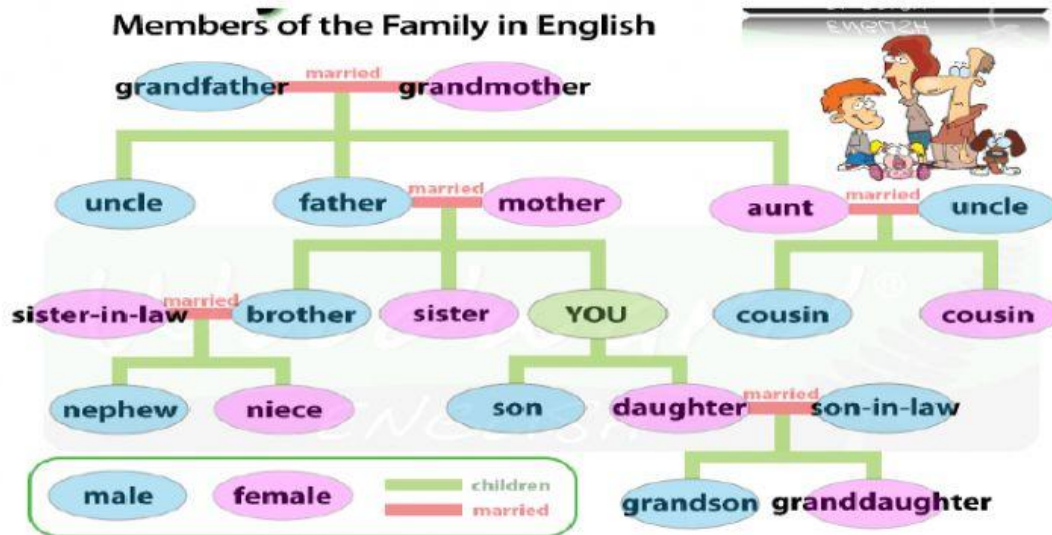 Members of the Family in English
ENGLISH
married
grandfather grandmother
married married
uncle father mother aunt uncle
married
sister-in-law brother sister YOU cousin cousin
married
nephew niece son daughter son-in-law
ENGLISH
children
male female
married
grandson granddaughter